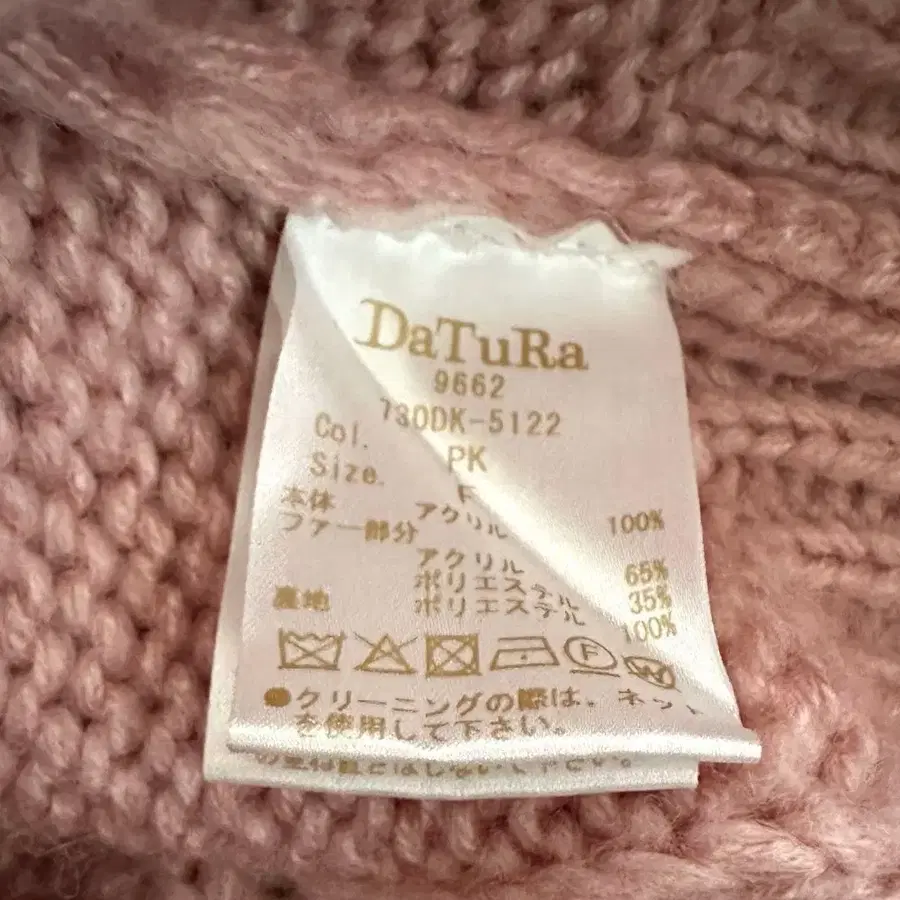 DaTuRa
9662
730DK-5122
Col. PK
Size. F
本体 アクリル 100%
ファー部分
アクリル 65%
ポリエステル 35%
裏地 ポリエステル 100%
F
W
●クリーニングの際は、ネット
を使用して下さい。
下さい。